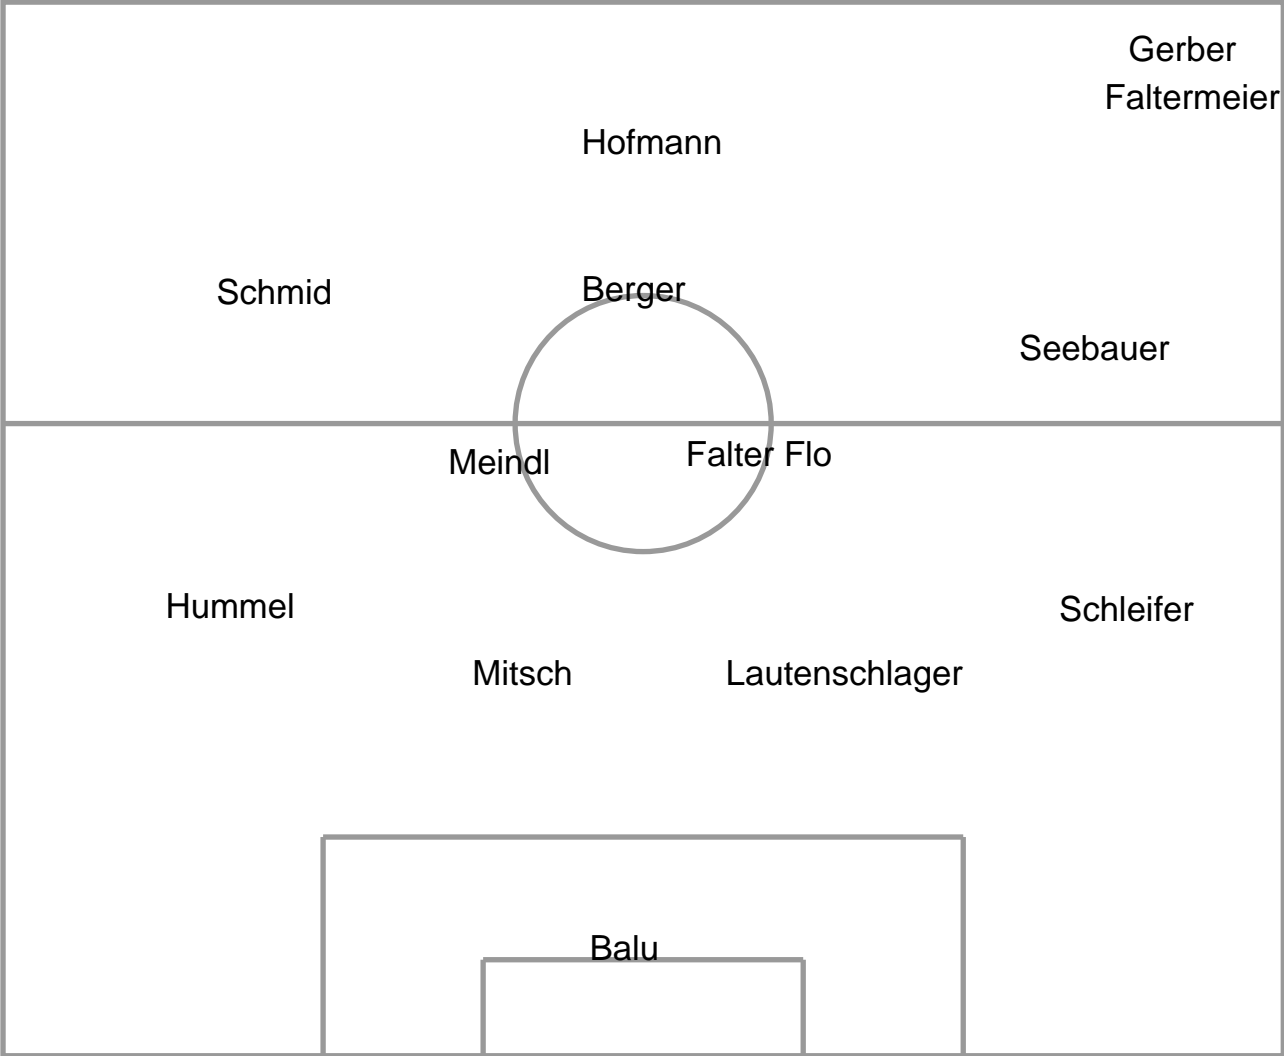 Gerber
Faltermeier
Hofmann
Schmid
Berger
Seebauer
Meindl
Falter Flo
Hummel
Schleifer
Mitsch
Lautenschlager
Balu